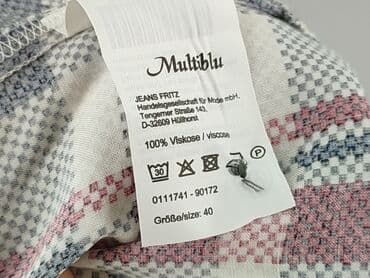 Multiblu
JEANS FRITZ
Handelsgesellschaft für Mode mbH.
Tengerner Straße 143.
D-32609 Hüllhorst
100% Viskose / viscose
30
P
0111741 - 90172
Größe/size: 40